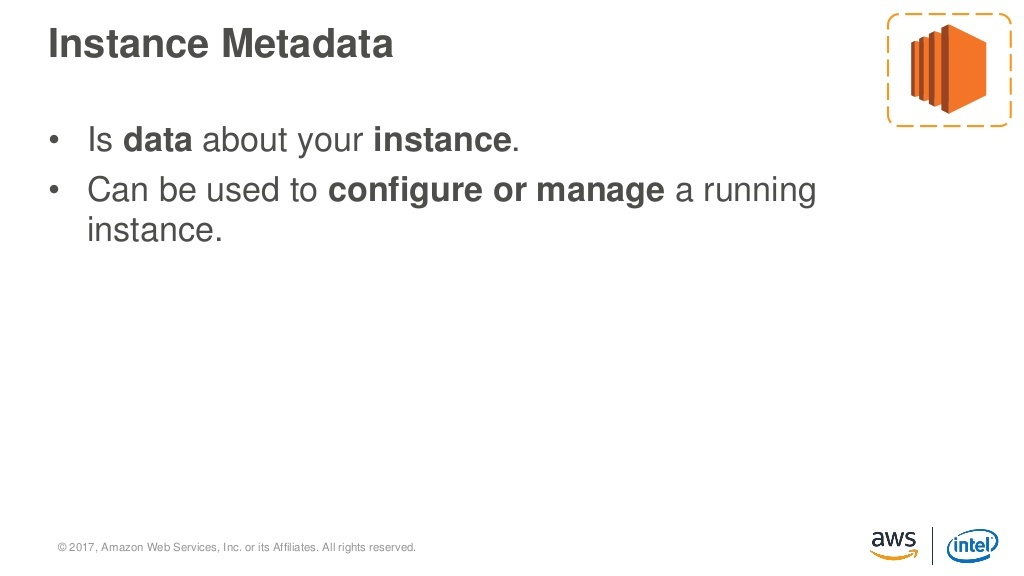 Instance Metadata
• Is data about your instance.
• Can be used to configure or manage a running
instance.
© 2017, Amazon Web Services, Inc. or its Affiliates. All rights reserved.
aws
intel